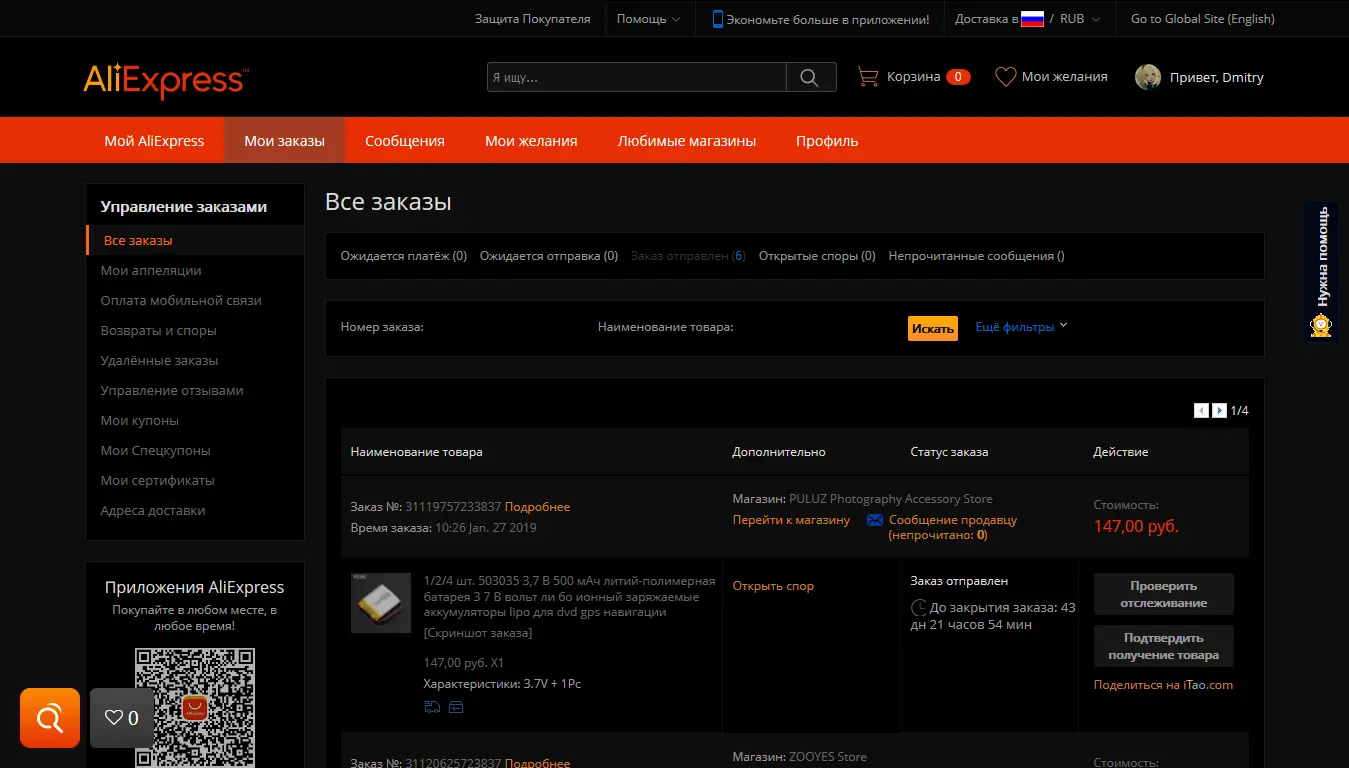 Защита Покупателя
Помощь
Экономьте больше в приложении!
Доставка в / RUB
Go to Global Site (English)
AliExpress™
Я ищу...
Корзина 0
Мои желания
Привет, Dmitry
Мой AliExpress
Мои заказы
Сообщения
Мои желания
Любимые магазины
Профиль
Управление заказами
Все заказы
Мои аппеляции
Оплата мобильной связи
Возвраты и споры
Удалённые заказы
Управление отзывами
Мои купоны
Мои Спецкупоны
Мои сертификаты
Адреса доставки
Приложения AliExpress
Покупайте в любом месте, в
любое время!
0
Все заказы
Ожидается платёж (0)
Ожидается отправка (0)
Заказ отправлен (6)
Открытые споры (0)
Непрочитанные сообщения ()
Номер заказа:
Наименование товара:
Искать
Ещё фильтры
1/4
Наименование товара
Дополнительно
Статус заказа
Действие
Заказ №: 31119757233837 Подробнее
Время заказа: 10:26 Jan. 27 2019
Магазин: PULUZ Photography Accessory Store
Перейти к магазину
Сообщение продавцу
(непрочитано: 0)
Стоимость:
147,00 руб.
1/2/4 шт. 503035 3,7 В 500 мАч литий-полимерная
батарея 3 7 В вольт ли бо ионный заряжаемые
аккумуляторы lipo для dvd gps навигации
[Скриншот заказа]
147,00 руб. X1
Характеристики: 3.7V + 1Pc
Открыть спор
Заказ отправлен
До закрытия заказа: 43
дн 21 часов 54 мин
Проверить
отслеживание
Подтвердить
получение товара
Поделиться на iTao.com
Заказ №: 31120625723837 Подробнее
Магазин: ZOOYES Store
Стоимость:
Нужна помощь